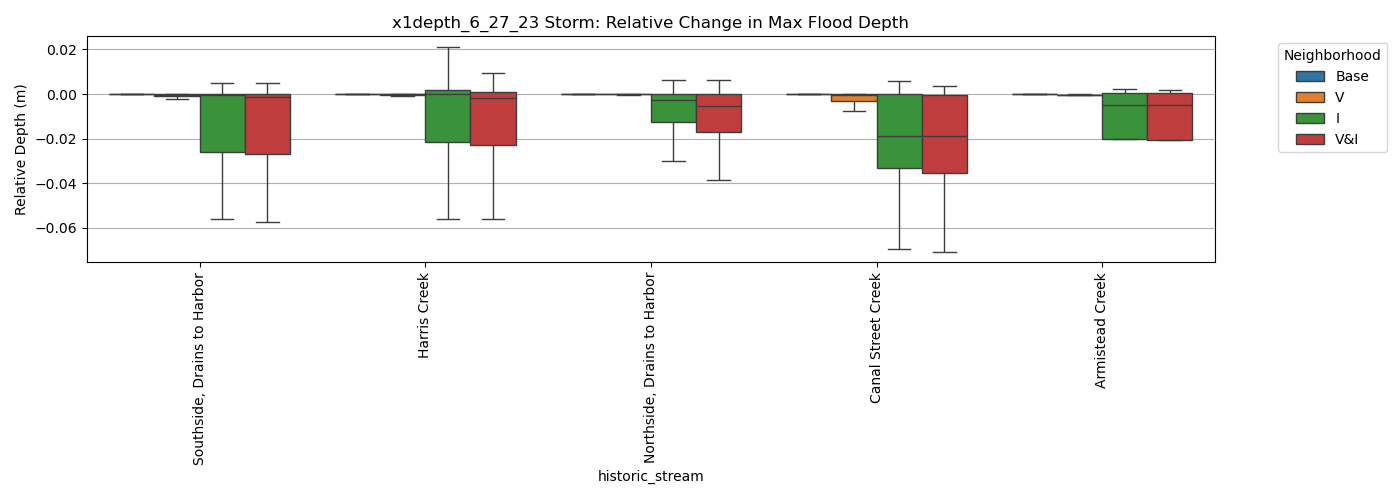 x1depth_6_27_23 Storm: Relative Change in Max Flood Depth
Relative Depth (m)
0.02
0.00
−0.02
−0.04
−0.06
Southside, Drains to Harbor
Harris Creek
Northside, Drains to Harbor
Canal Street Creek
Armistead Creek
historic_stream
Neighborhood
Base
V
I
V&I